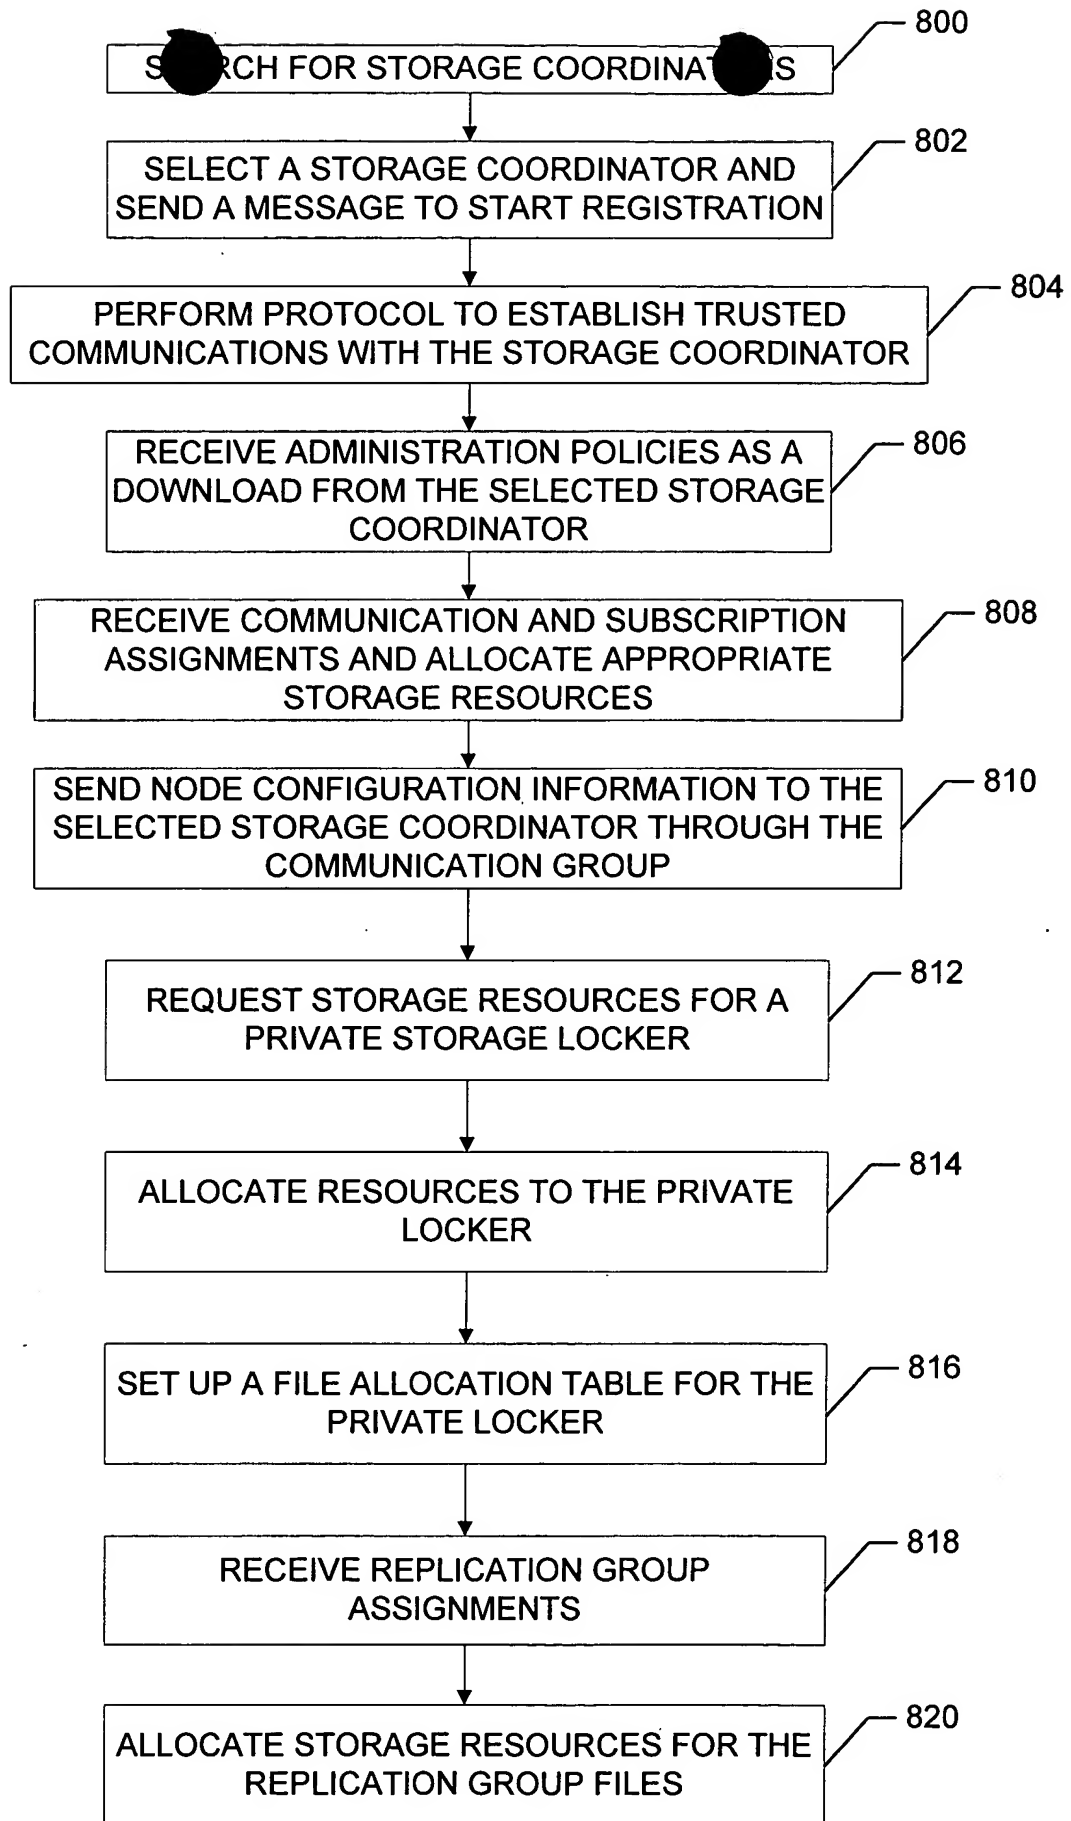 800
FOR STORAGE
802
SELECT A STORAGE COORDINATOR AND
SEND A MESSAGE TO START REGISTRATION
804
PERFORM PROTOCOL TO ESTABLISH TRUSTED
COMMUNICATIONS WITH THE STORAGE COORDINATOR
806
RECEIVE ADMINISTRATION POLICIES AS A
DOWNLOAD FROM THE SELECTED STORAGE
COORDINATOR
808
RECEIVE COMMUNICATION AND SUBSCRIPTION
ASSIGNMENTS AND ALLOCATE APPROPRIATE
STORAGE RESOURCES
810
SEND NODE CONFIGURATION INFORMATION TO THE
SELECTED STORAGE COORDINATOR THROUGH THE
COMMUNICATION GROUP
812
REQUEST STORAGE RESOURCES FOR A
PRIVATE STORAGE LOCKER
814
ALLOCATE RESOURCES TO THE PRIVATE
LOCKER
816
SET UP A FILE ALLOCATION TABLE FOR THE
PRIVATE LOCKER
818
RECEIVE REPLICATION GROUP
ASSIGNMENTS
820
ALLOCATE STORAGE RESOURCES FOR THE
REPLICATION GROUP FILES